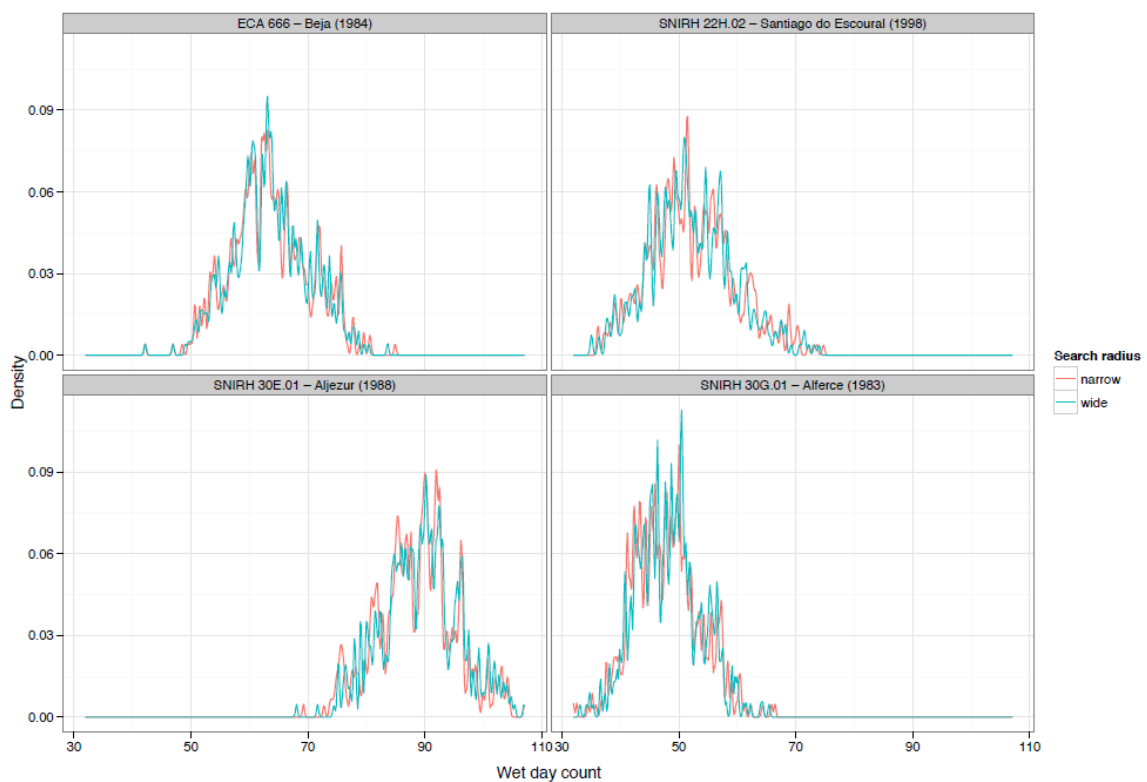 ECA 666 – Beja (1984)
SNIRH 22H.02 – Santiago do Escoural (1998)
0.09
0.06
0.03
0.00
Density
SNIRH 30E.01 – Aljezur (1988)
SNIRH 30G.01 – Alferce (1983)
0.09
0.06
0.03
0.00
30 50 70 90 110 30 50 70 90 110
Wet day count
Search radius
narrow
wide